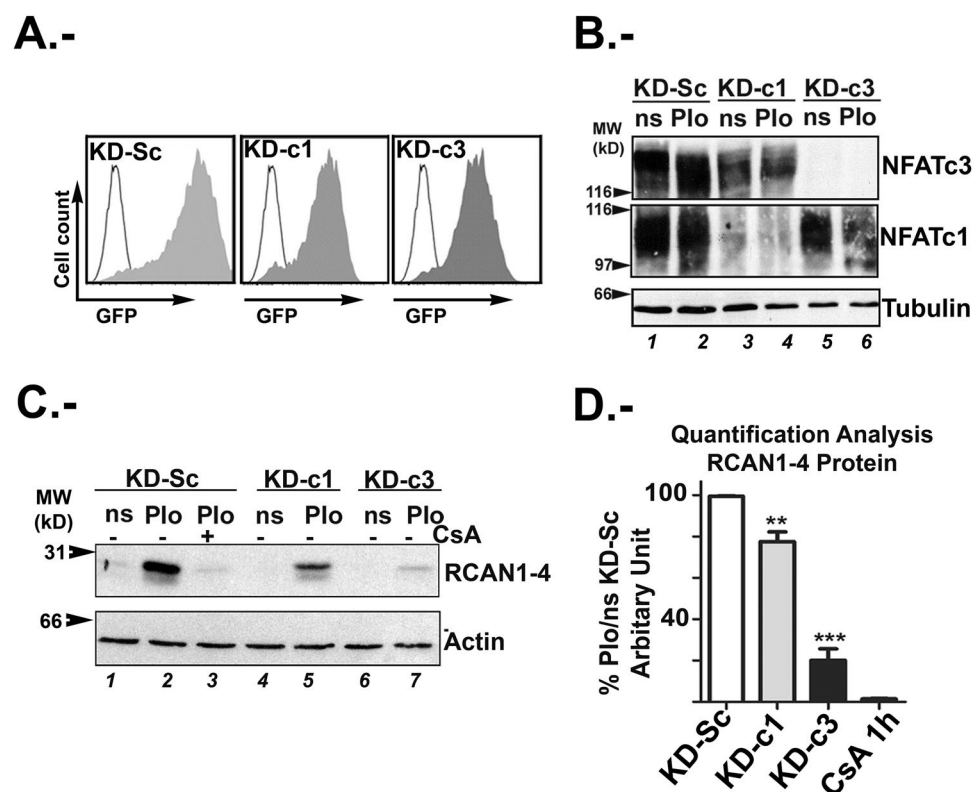 A.-
KD-Sc KD-c1 KD-c3
Cell count
GFP GFP GFP
B.-
KD-Sc KD-c1 KD-c3
MW
(kD)
ns Plo ns Plo ns Plo
NFATc3
116
116
NFATc1
97
66
Tubulin
1 2 3 4 5 6
C.-
KD-Sc KD-c1 KD-c3
MW
(kD)
ns Plo Plo ns Plo ns Plo
- - + - - - - CsA
31
RCAN1-4
66
Actin
1 2 3 4 5 6 7
D.-
Quantification Analysis
RCAN1-4 Protein
% Plo/ns KD-Sc
Arbitary Unit
100
40
**
***
KD-Sc KD-c1 KD-c3 CsA 1h